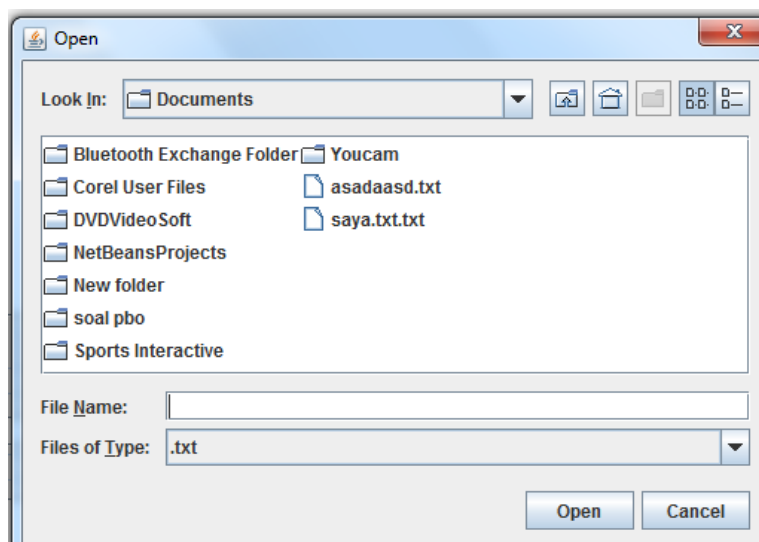 Open
Look In: Documents
Bluetooth Exchange Folder Youcam
Corel User Files asadaasd.txt
DVDVideoSoft saya.txt.txt
NetBeansProjects
New folder
soal pbo
Sports Interactive
File Name:
Files of Type: .txt
Open Cancel